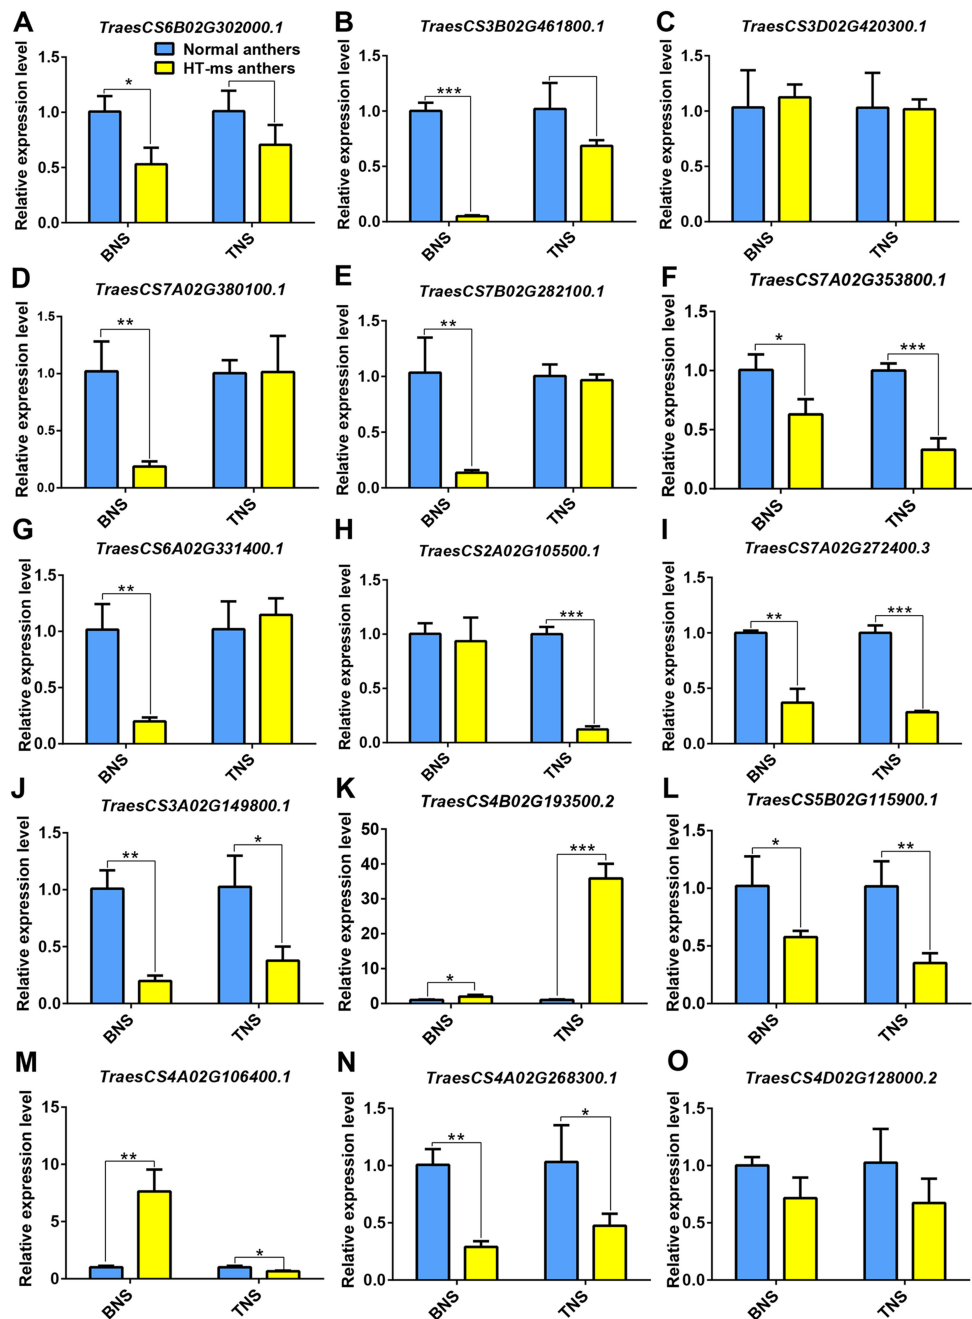 A
TraesCS6B02G302000.1
Normal anthers
HT-ms anthers
Relative expression level
1.5
1.0
0.5
0.0
*
BNS
TNS
B
TraesCS3B02G461800.1
Relative expression level
1.5
1.0
0.5
0.0
***
BNS
TNS
C
TraesCS3D02G420300.1
Relative expression level
1.5
1.0
0.5
0.0
BNS
TNS
D
TraesCS7A02G380100.1
Relative expression level
1.5
1.0
0.5
0.0
**
BNS
TNS
E
TraesCS7B02G282100.1
Relative expression level
1.5
1.0
0.5
0.0
**
BNS
TNS
F
TraesCS7A02G353800.1
Relative expression level
1.5
1.0
0.5
0.0
*
***
BNS
TNS
G
TraesCS6A02G331400.1
Relative expression level
1.5
1.0
0.5
0.0
**
BNS
TNS
H
TraesCS2A02G105500.1
Relative expression level
1.5
1.0
0.5
0.0
***
BNS
TNS
I
TraesCS7A02G272400.3
Relative expression level
1.5
1.0
0.5
0.0
**
***
BNS
TNS
J
TraesCS3A02G149800.1
Relative expression level
1.5
1.0
0.5
0.0
**
*
BNS
TNS
K
TraesCS4B02G193500.2
Relative expression level
50
40
30
20
10
0
*
***
BNS
TNS
L
TraesCS5B02G115900.1
Relative expression level
1.5
1.0
0.5
0.0
*
**
BNS
TNS
M
TraesCS4A02G106400.1
Relative expression level
15
10
5
0
**
*
BNS
TNS
N
TraesCS4A02G268300.1
Relative expression level
1.5
1.0
0.5
0.0
**
*
BNS
TNS
O
TraesCS4D02G128000.2
Relative expression level
1.5
1.0
0.5
0.0
BNS
TNS